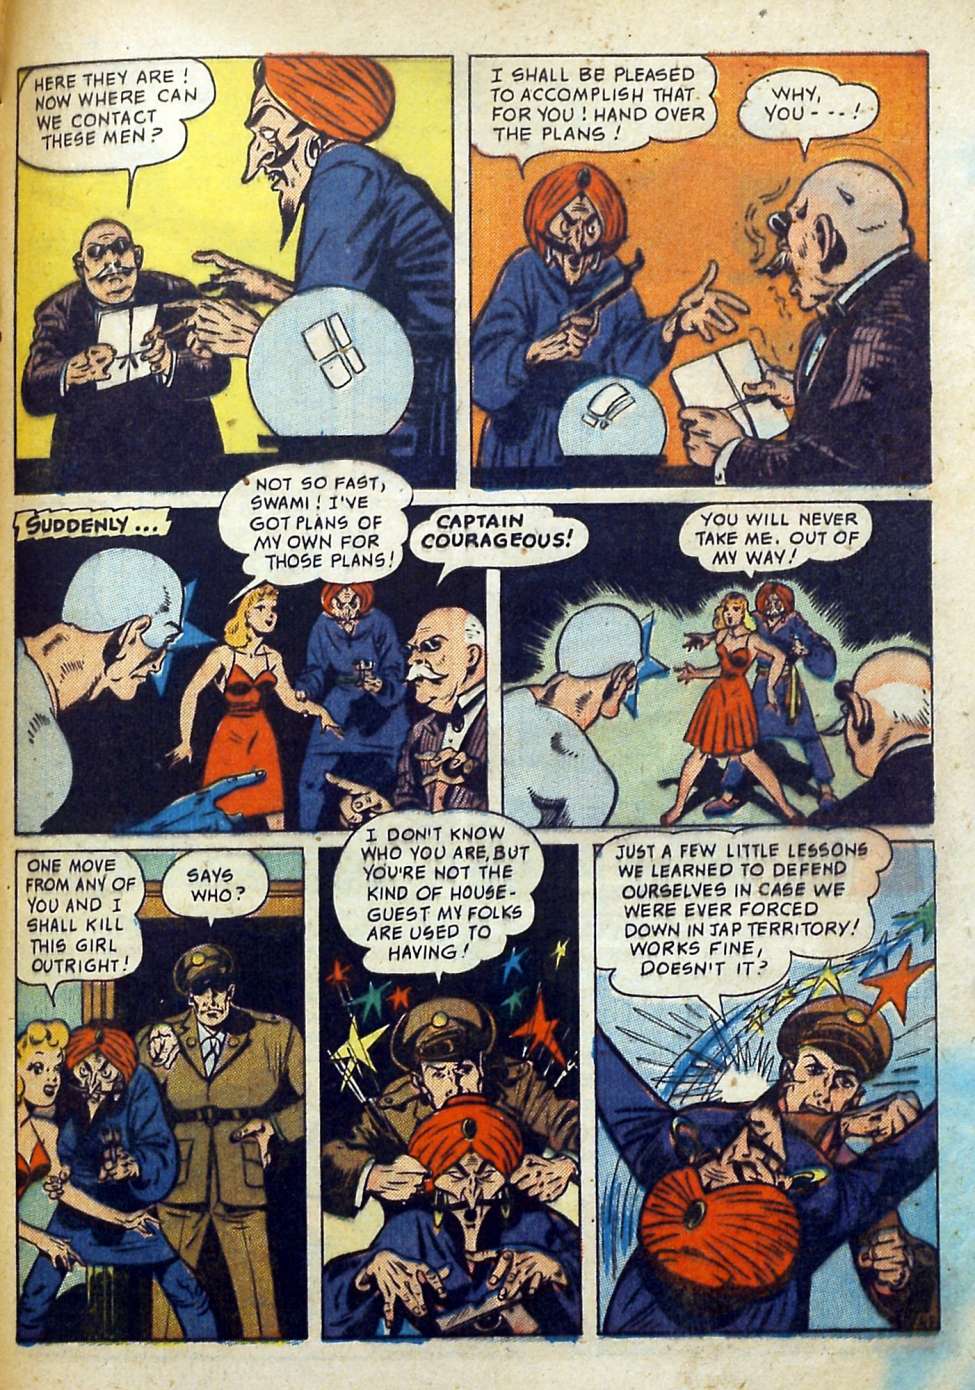 HERE THEY ARE!
NOW WHERE CAN
WE CONTACT
THESE MEN?
I SHALL BE PLEASED
TO ACCOMPLISH THAT
FOR YOU! HAND OVER
THE PLANS!
WHY,
YOU---!
SUDDENLY...
NOT SO FAST,
SWAMI! I'VE
GOT PLANS OF
MY OWN FOR
THOSE PLANS!
CAPTAIN
COURAGEOUS!
YOU WILL NEVER
TAKE ME. OUT OF
MY WAY!
ONE MOVE
FROM ANY OF
YOU AND I
SHALL KILL
THIS GIRL
OUTRIGHT!
SAYS
WHO?
I DON'T KNOW
WHO YOU ARE, BUT
YOU'RE NOT THE
KIND OF HOUSE-
GUEST MY FOLKS
ARE USED TO
HAVING!
JUST A FEW LITTLE LESSONS
WE LEARNED TO DEFEND
OURSELVES IN CASE WE
WERE EVER FORCED
DOWN IN JAP TERRITORY!
WORKS FINE,
DOESN'T IT?